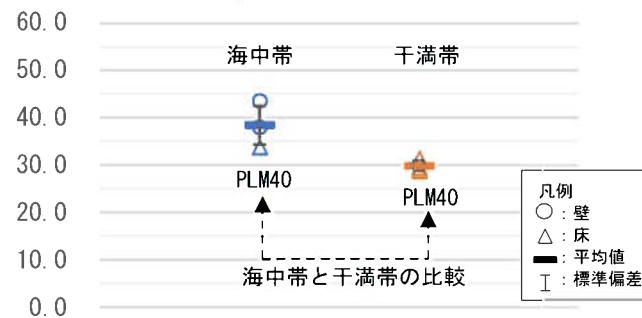 60.0
50.0
40.0
30.0
20.0
10.0
0.0
海中帯
干満帯
PLM40
PLM40
海中帯と干満帯の比較
凡例
○ : 壁
△ : 床
━ : 平均値
工 : 標準偏差